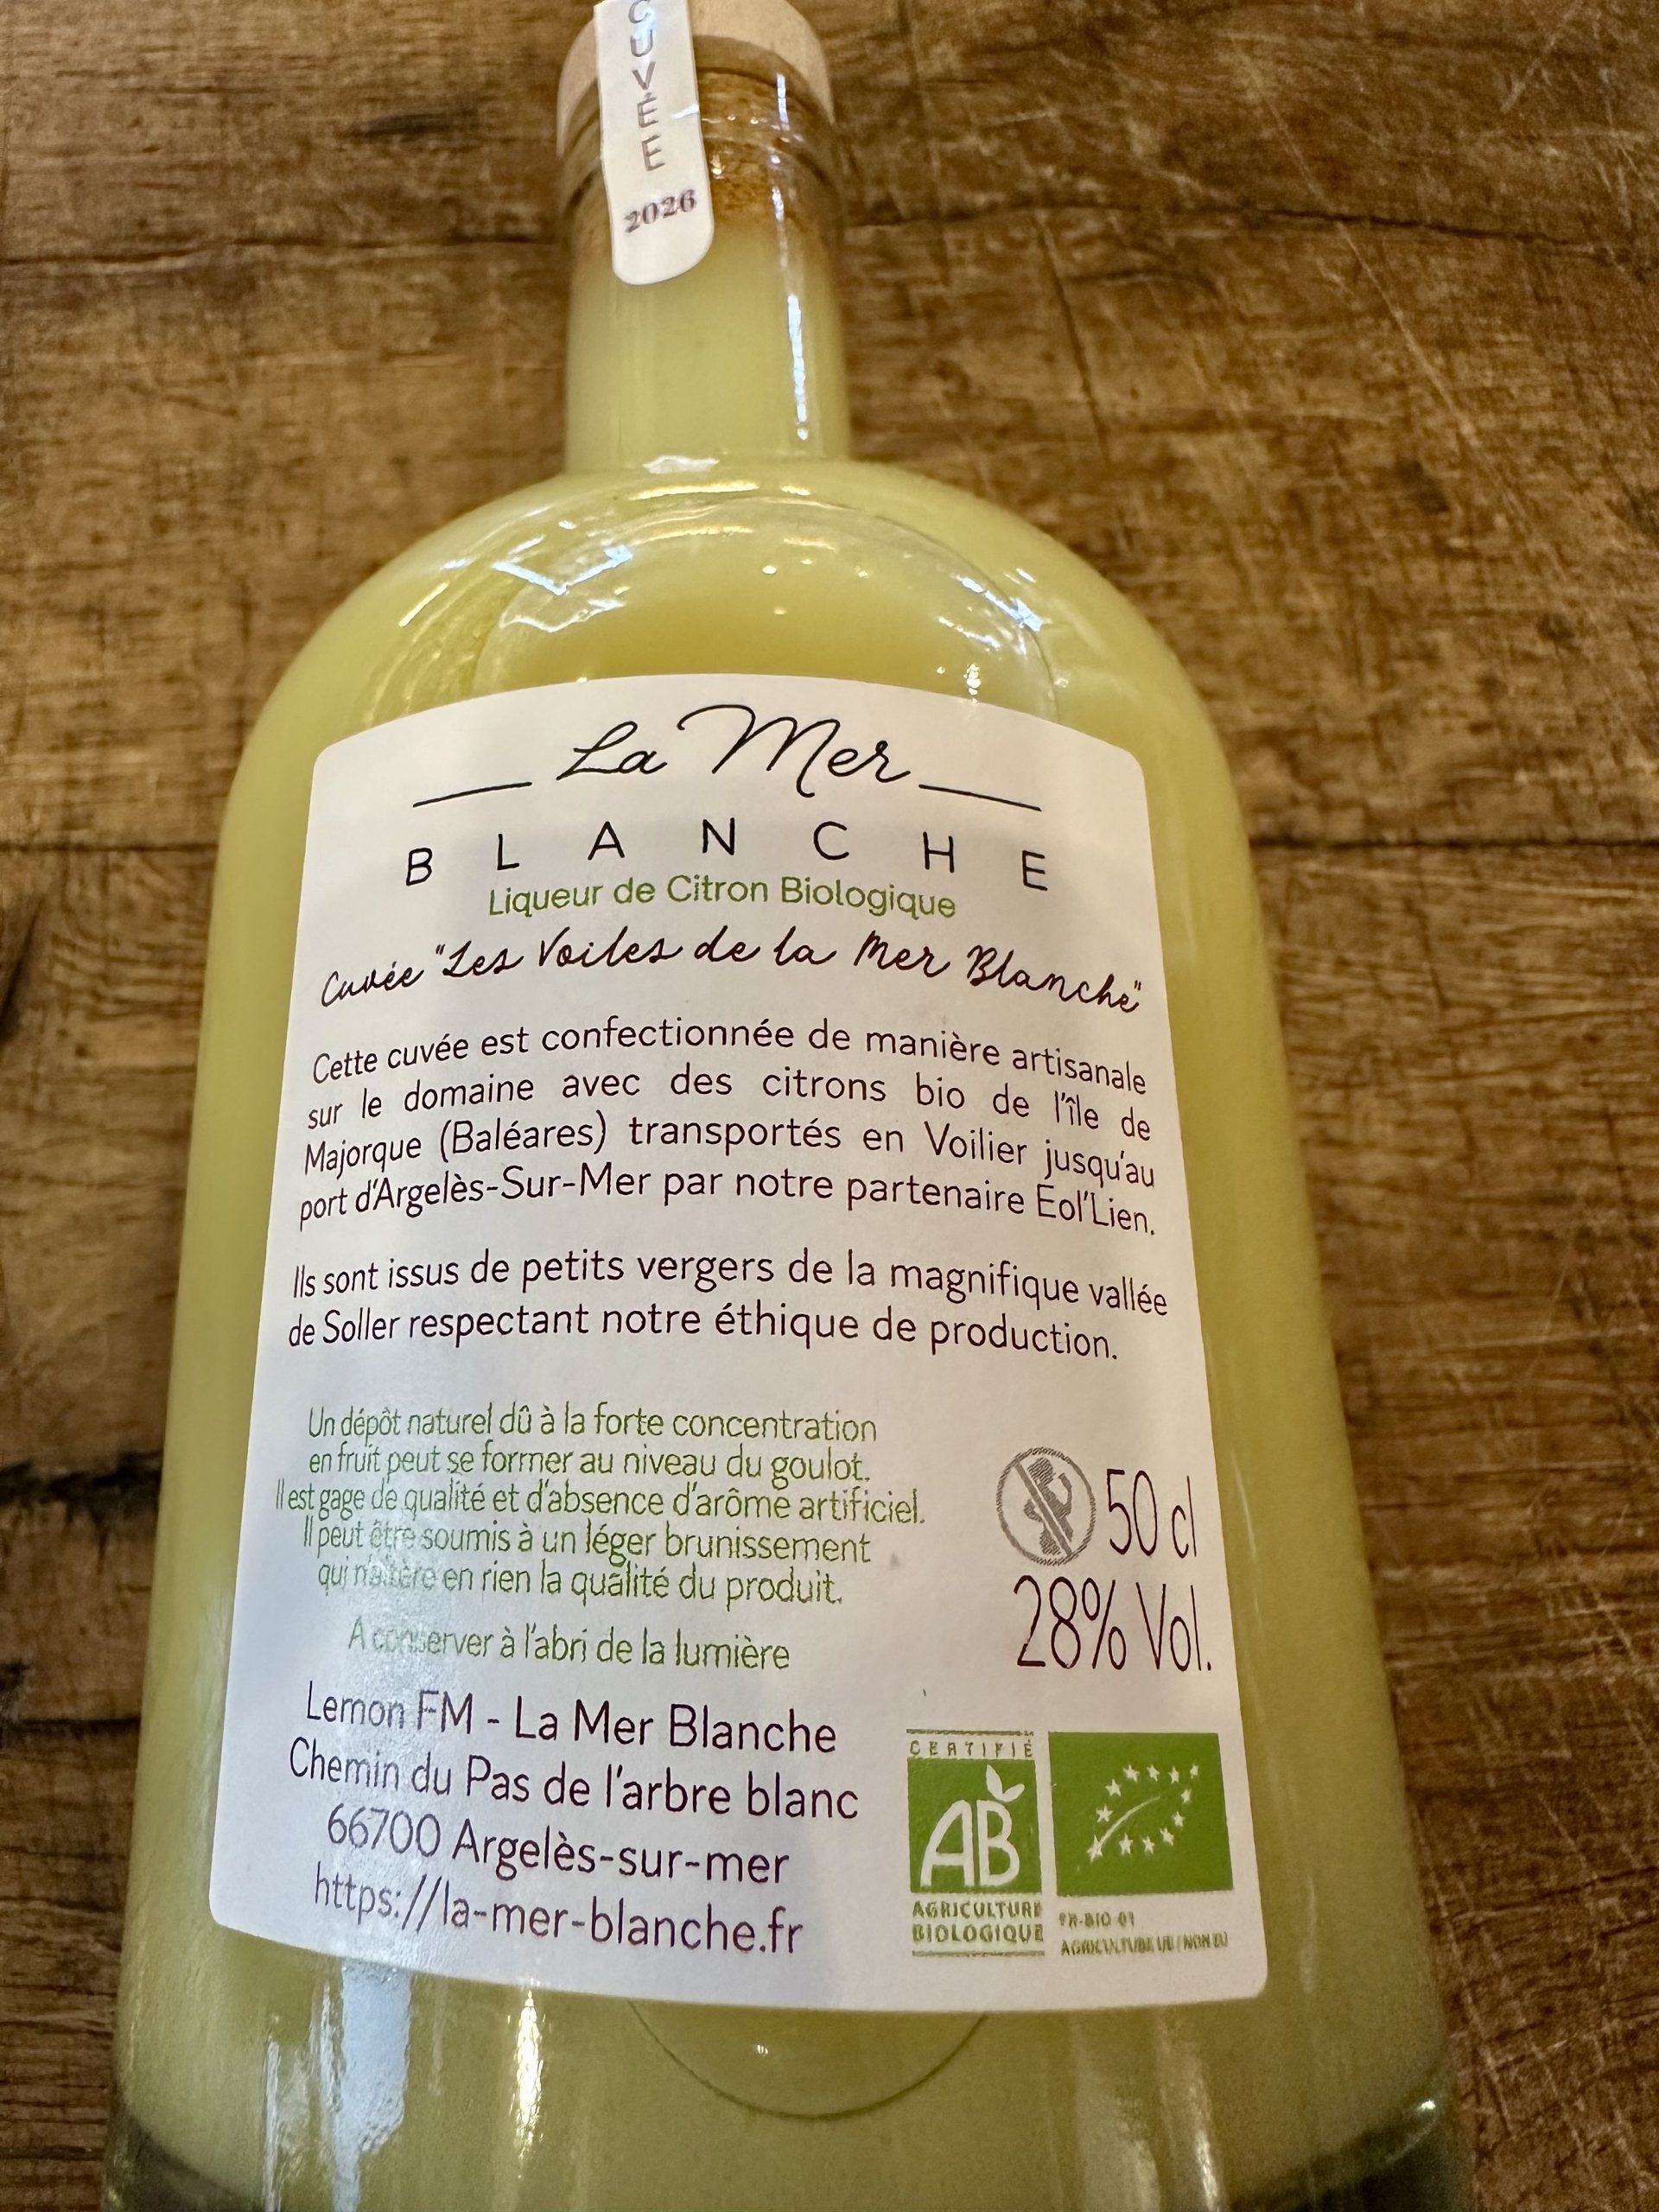 CUVÉE
2026
La Mer
BLANCHE
Liqueur de Citron Biologique
Cuvée "Les Voiles de la Mer Blanche"
Cette cuvée est confectionnée de manière artisanale
sur le domaine avec des citrons bio de l'île de
Majorque (Baléares) transportés en Voilier jusqu'au
port d'Argelès-Sur-Mer par notre partenaire Eol'Lien.
Ils sont issus de petits vergers de la magnifique vallée
de Soller respectant notre éthique de production.
Un dépôt naturel dû à la forte concentration
en fruit peut se former au niveau du goulot.
Il est gage de qualité et d'absence d'arôme artificiel.
Il peut être soumis à un léger brunissement
qui n'altère en rien la qualité du produit.
A conserver à l'abri de la lumière
50 cl
28% Vol.
Lemon FM - La Mer Blanche
Chemin du Pas de l'arbre blanc
66700 Argelès-sur-mer
https://la-mer-blanche.fr
CERTIFIÉ
AB
AGRICULTURE
BIOLOGIQUE
FR-BIO-01
AGRICULTURE UE / NON EU